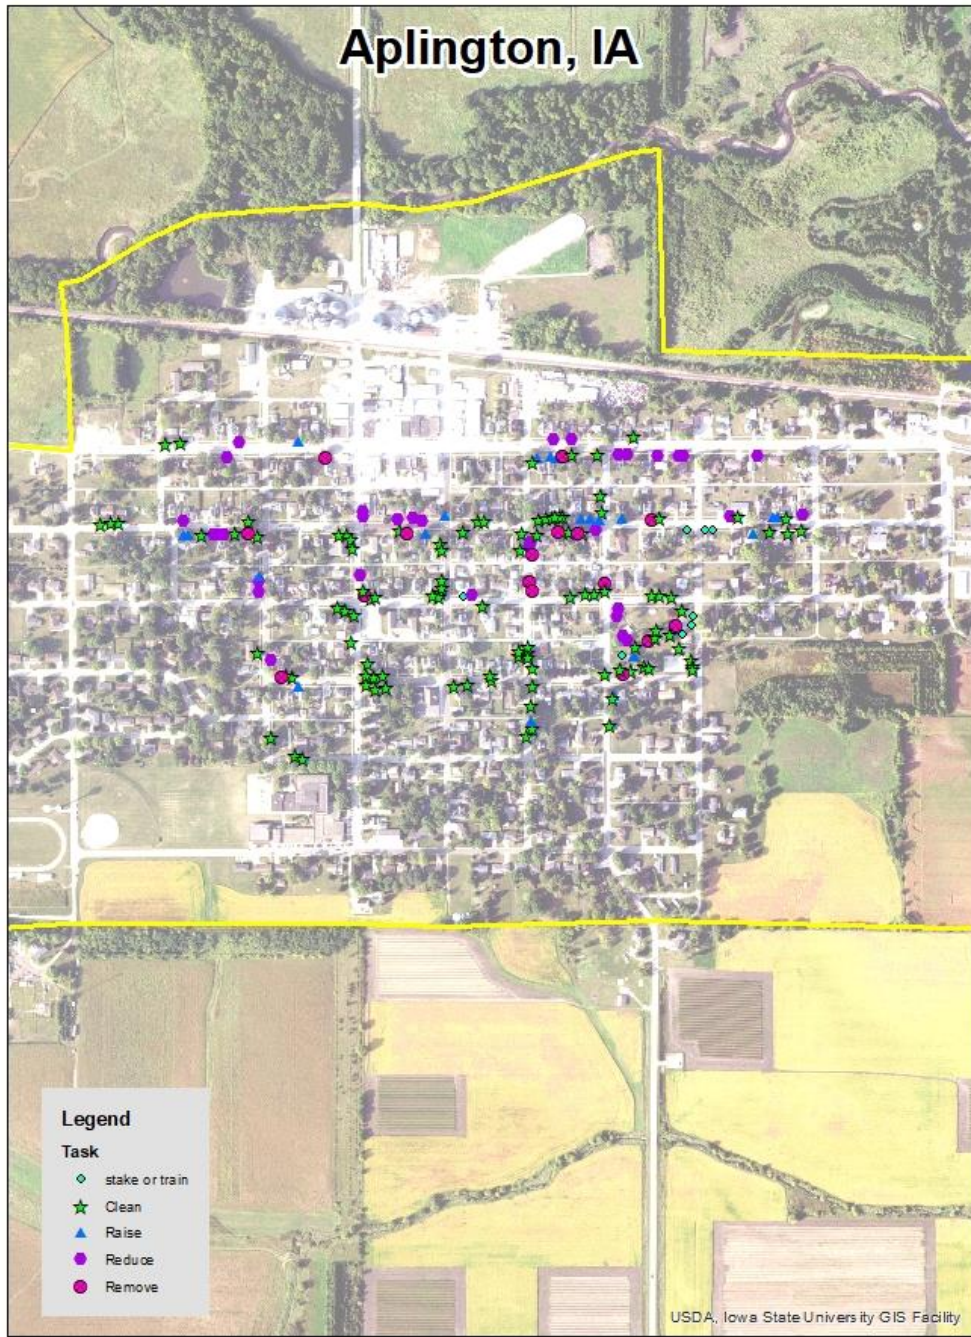 Aplington, IA
Legend
Task
stake or train
Clean
Raise
Reduce
Remove
USDA, Iowa State University GIS Facility